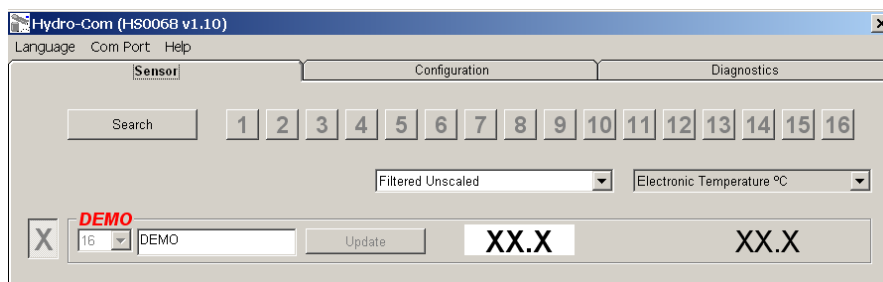 Hydro-Com (HS0068 v1.10)
Language Com Port Help
Sensor Configuration Diagnostics
Search 1 2 3 4 5 6 7 8 9 10 11 12 13 14 15 16
Filtered Unscaled Electronic Temperature ºC
DEMO
X 16 DEMO Update XX.X XX.X